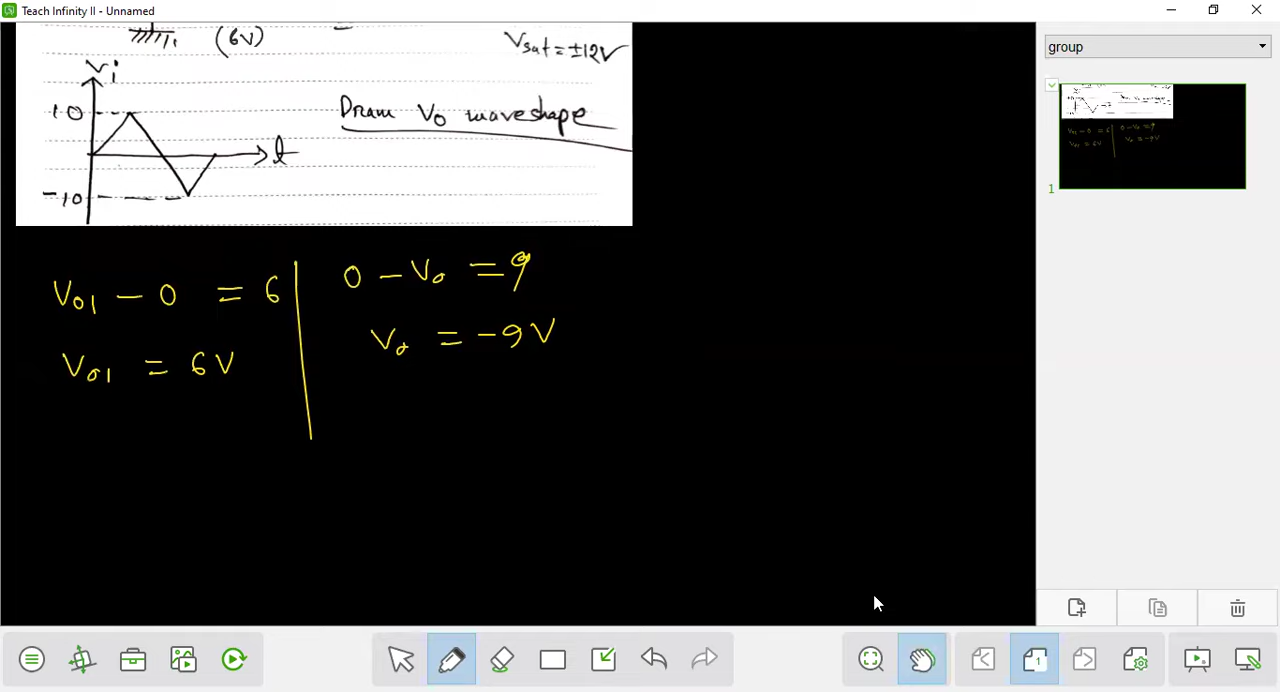 Teach Infinity II - Unnamed
group
(6V)
Vsat = ±12V
Vi
10
Draw Vo waveshape
t
-10
Vo1 - 0 = 6
Vo1 = 6V
0 - Vo = 9
Vo = -9V
1
1